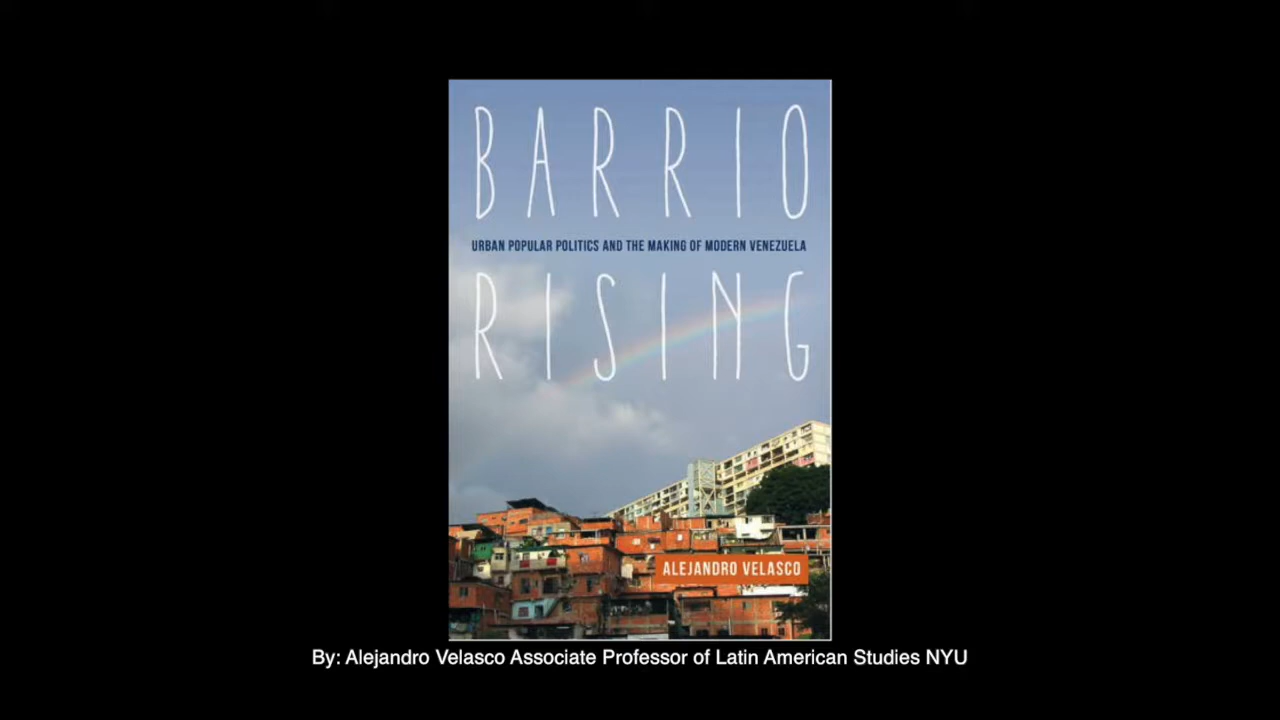 BARRIO
URBAN POPULAR POLITICS AND THE MAKING OF MODERN VENEZUELA
RISING
ALEJANDRO VELASCO
By: Alejandro Velasco Associate Professor of Latin American Studies NYU